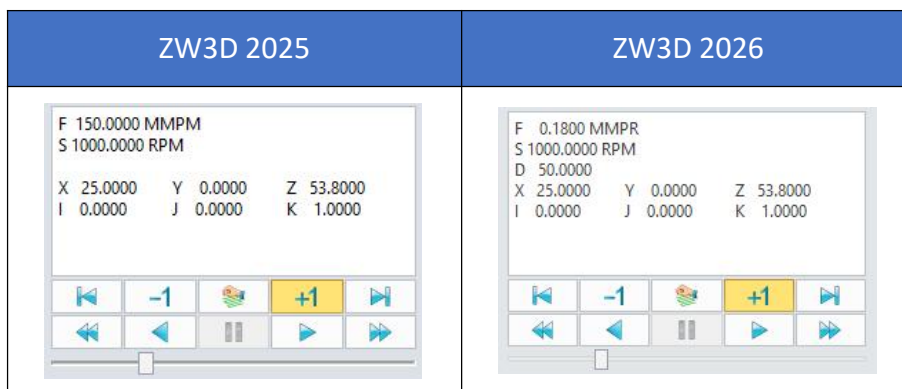 ZW3D 2025
ZW3D 2026
F 150.0000 MMPM
S 1000.0000 RPM
X 25.0000 Y 0.0000 Z 53.8000
I 0.0000 J 0.0000 K 1.0000
-1 +1
F 0.1800 MMPR
S 1000.0000 RPM
D 50.0000
X 25.0000 Y 0.0000 Z 53.8000
I 0.0000 J 0.0000 K 1.0000
-1 +1